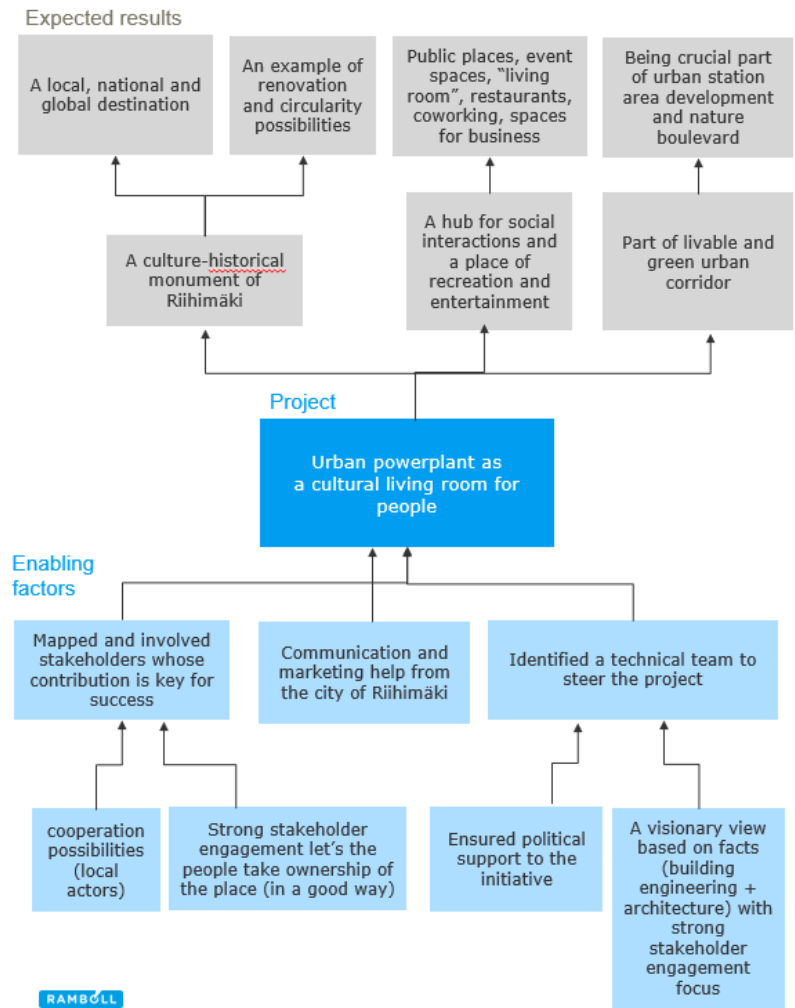 Expected results
A local, national and
global destination
An example of
renovation
and circularity
possibilities
Public places, event
spaces, “living
room”, restaurants,
coworking, spaces
for business
Being crucial part
of urban station
area development
and nature
boulevard
A culture-historical
monument of
Riihimäki
A hub for social
interactions and
a place of
recreation and
entertainment
Part of livable and
green urban
corridor
Project
Urban powerplant as
a cultural living room for
people
Enabling
factors
Mapped and involved
stakeholders whose
contribution is key for
success
Communication and
marketing help from
the city of Riihimäki
Identified a technical team to
steer the project
cooperation
possibilities
(local
actors)
Strong stakeholder
engagement let’s the
people take ownership of
the place (in a good way)
Ensured political
support to the
initiative
A visionary view
based on facts
(building
engineering +
architecture) with
strong
stakeholder
engagement
focus
RAMBOLL